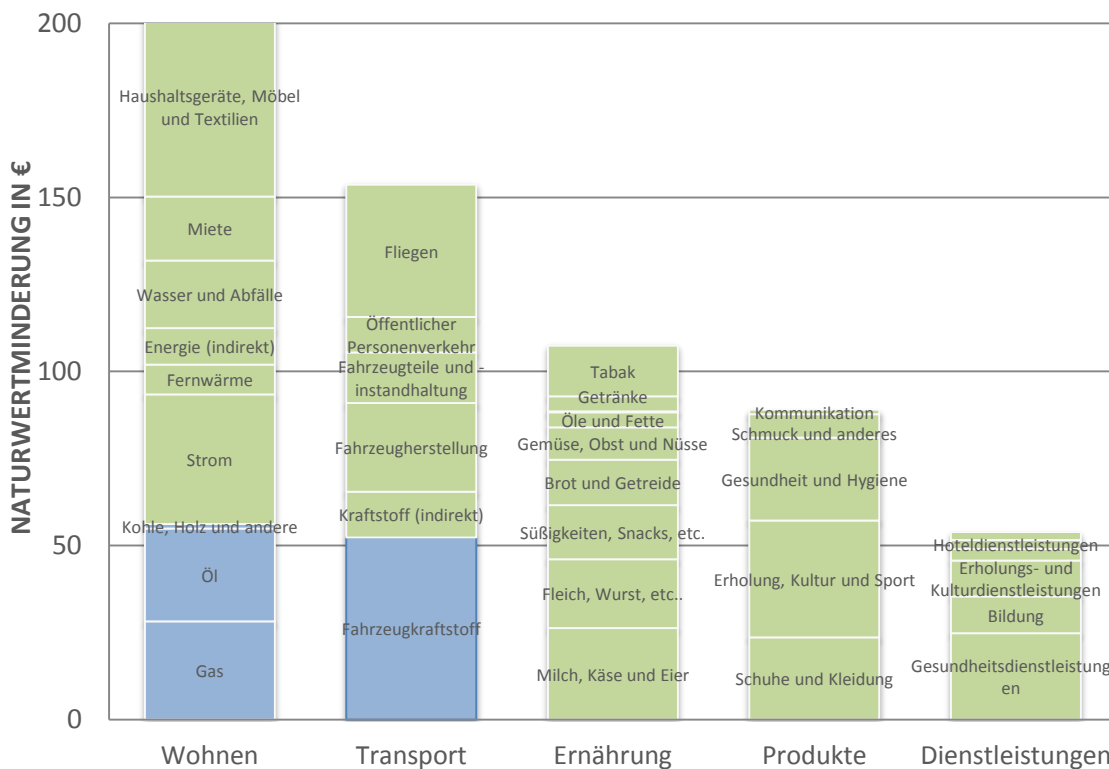 NATURWERTMINDERUNG IN €
200
150
100
50
0
Haushaltsgeräte, Möbel
und Textilien
Miete
Wasser und Abfälle
Energie (indirekt)
Fernwärme
Strom
Kohle, Holz und andere
Öl
Gas
Fliegen
Öffentlicher
Personenverkehr
Fahrzeugteile und -
instandhaltung
Fahrzeugherstellung
Kraftstoff (indirekt)
Fahrzeugkraftstoff
Tabak
Getränke
Öle und Fette
Gemüse, Obst und Nüsse
Brot und Getreide
Süßigkeiten, Snacks, etc.
Fleich, Wurst, etc..
Milch, Käse und Eier
Kommunikation
Schmuck und anderes
Gesundheit und Hygiene
Erholung, Kultur und Sport
Schuhe und Kleidung
Hoteldienstleistungen
Erholungs- und
Kulturdienstleistungen
Bildung
Gesundheitsdienstleistung
en
Wohnen
Transport
Ernährung
Produkte
Dienstleistungen